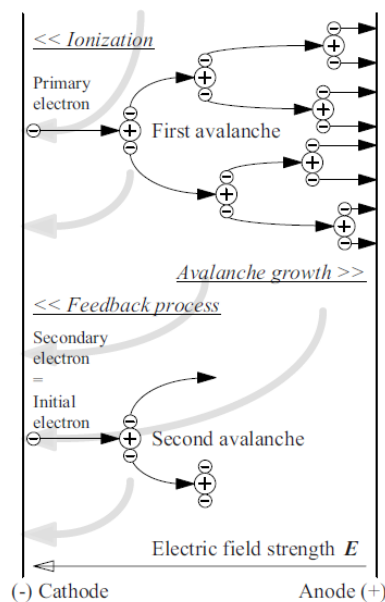 << Ionization
Primary
electron
First avalanche
Avalanche growth >>
<< Feedback process
Secondary
electron
=
Initial
electron
Second avalanche
Electric field strength E
(-) Cathode
Anode (+)